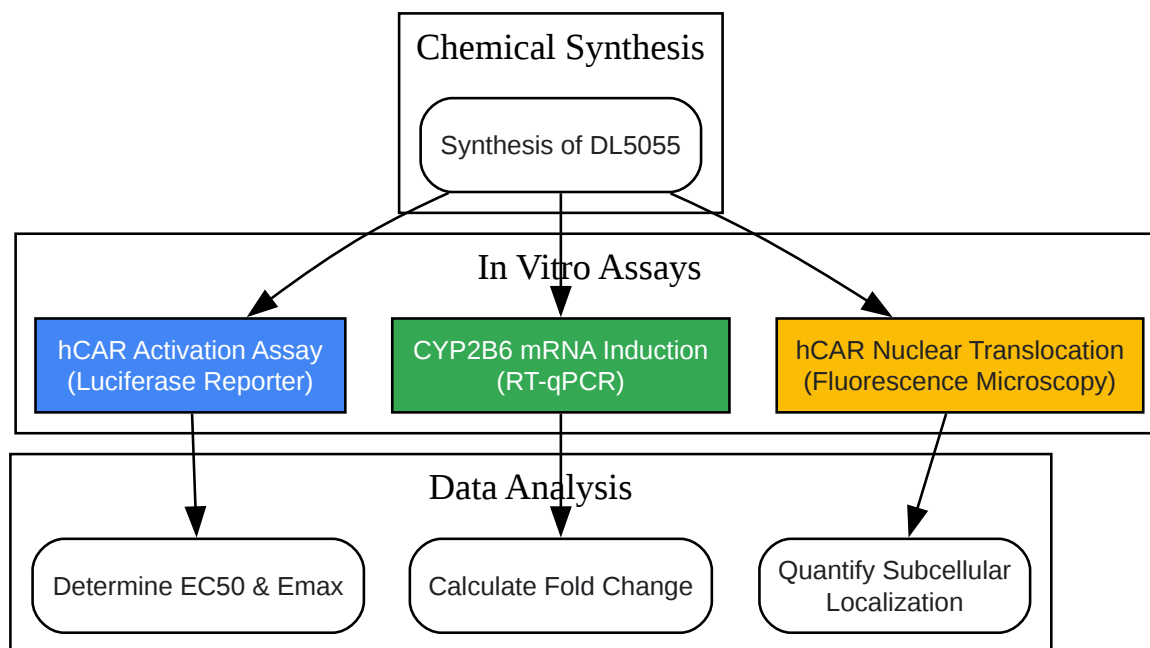 Chemical Synthesis
Synthesis of DL5055
In Vitro Assays
hCAR Activation Assay
(Luciferase Reporter)
CYP2B6 mRNA Induction
(RT-qPCR)
hCAR Nuclear Translocation
(Fluorescence Microscopy)
Data Analysis
Determine EC50 & Emax
Calculate Fold Change
Quantify Subcellular
Localization